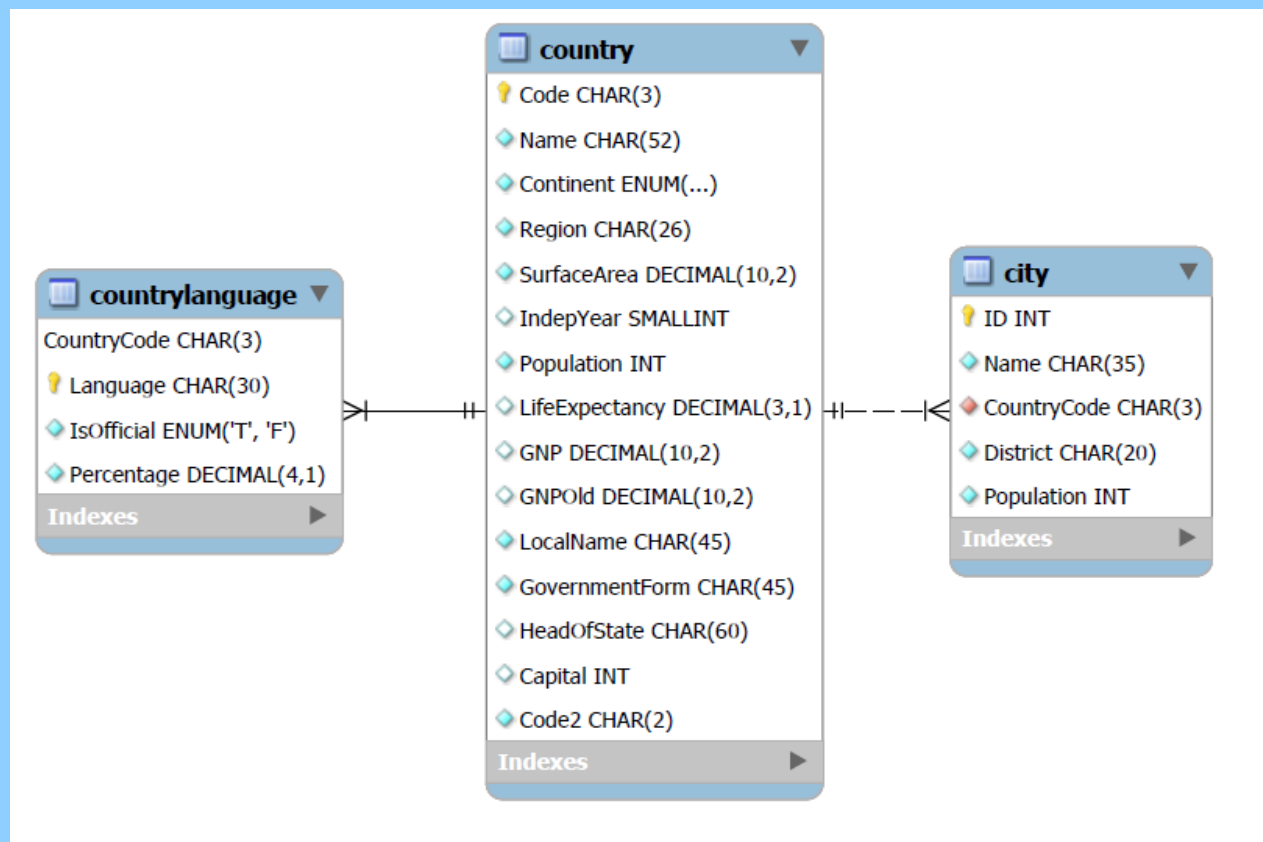 country
Code CHAR(3)
Name CHAR(52)
Continent ENUM(...)
Region CHAR(26)
SurfaceArea DECIMAL(10,2)
IndepYear SMALLINT
Population INT
LifeExpectancy DECIMAL(3,1)
GNP DECIMAL(10,2)
GNPOld DECIMAL(10,2)
LocalName CHAR(45)
GovernmentForm CHAR(45)
HeadOfState CHAR(60)
Capital INT
Code2 CHAR(2)
Indexes
countrylanguage
CountryCode CHAR(3)
Language CHAR(30)
IsOfficial ENUM('T', 'F')
Percentage DECIMAL(4,1)
Indexes
city
ID INT
Name CHAR(35)
CountryCode CHAR(3)
District CHAR(20)
Population INT
Indexes